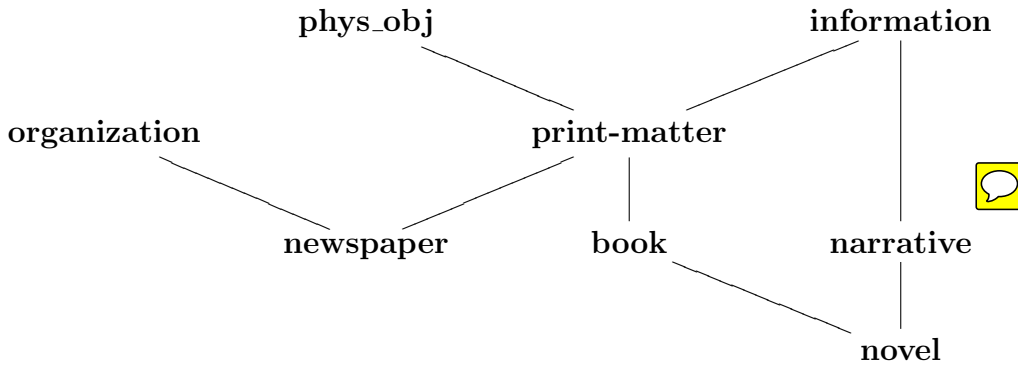 phys_obj information
organization print-matter
newspaper book narrative
novel